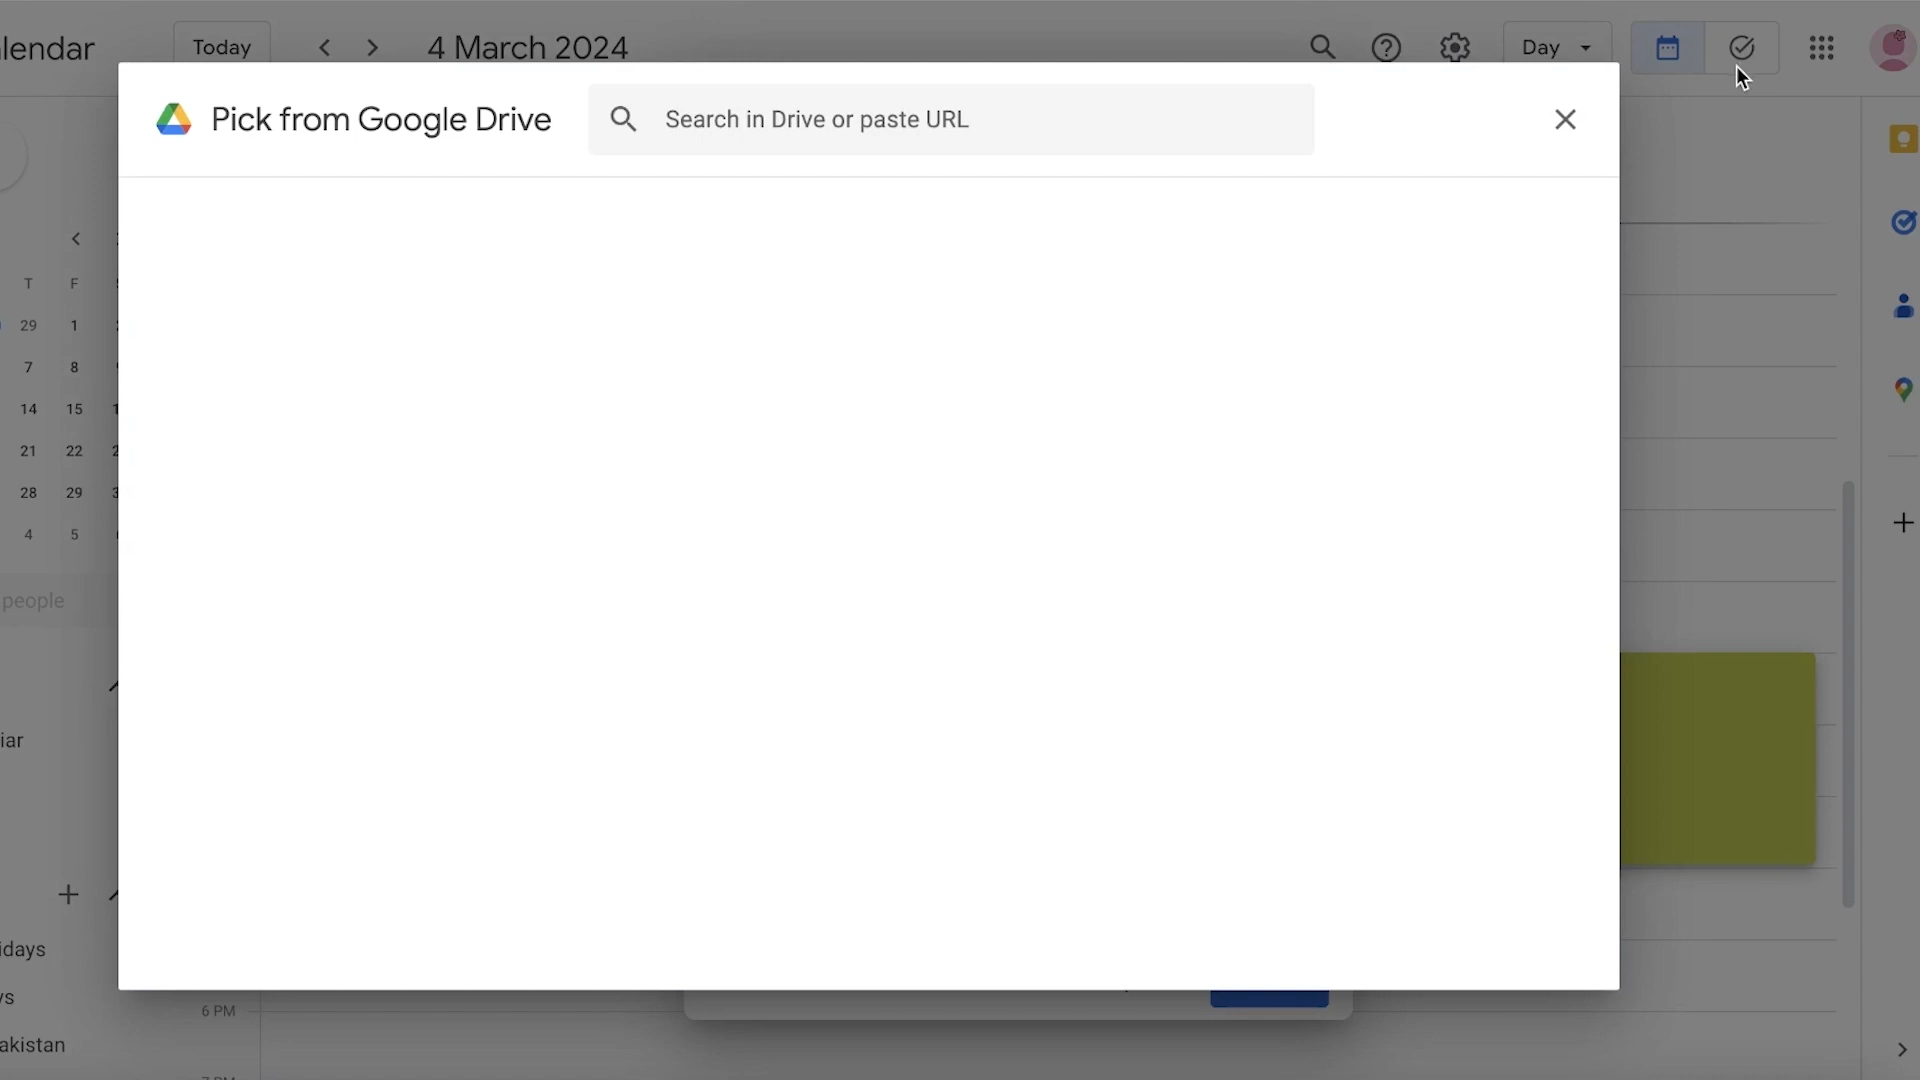 lendar
Today
4 March 2024
Day
Pick from Google Drive
Search in Drive or paste URL
T F
29 1
7 8
14 15
21 22
28 29
4 5
people
iar
idays
ys
akistan
6 PM